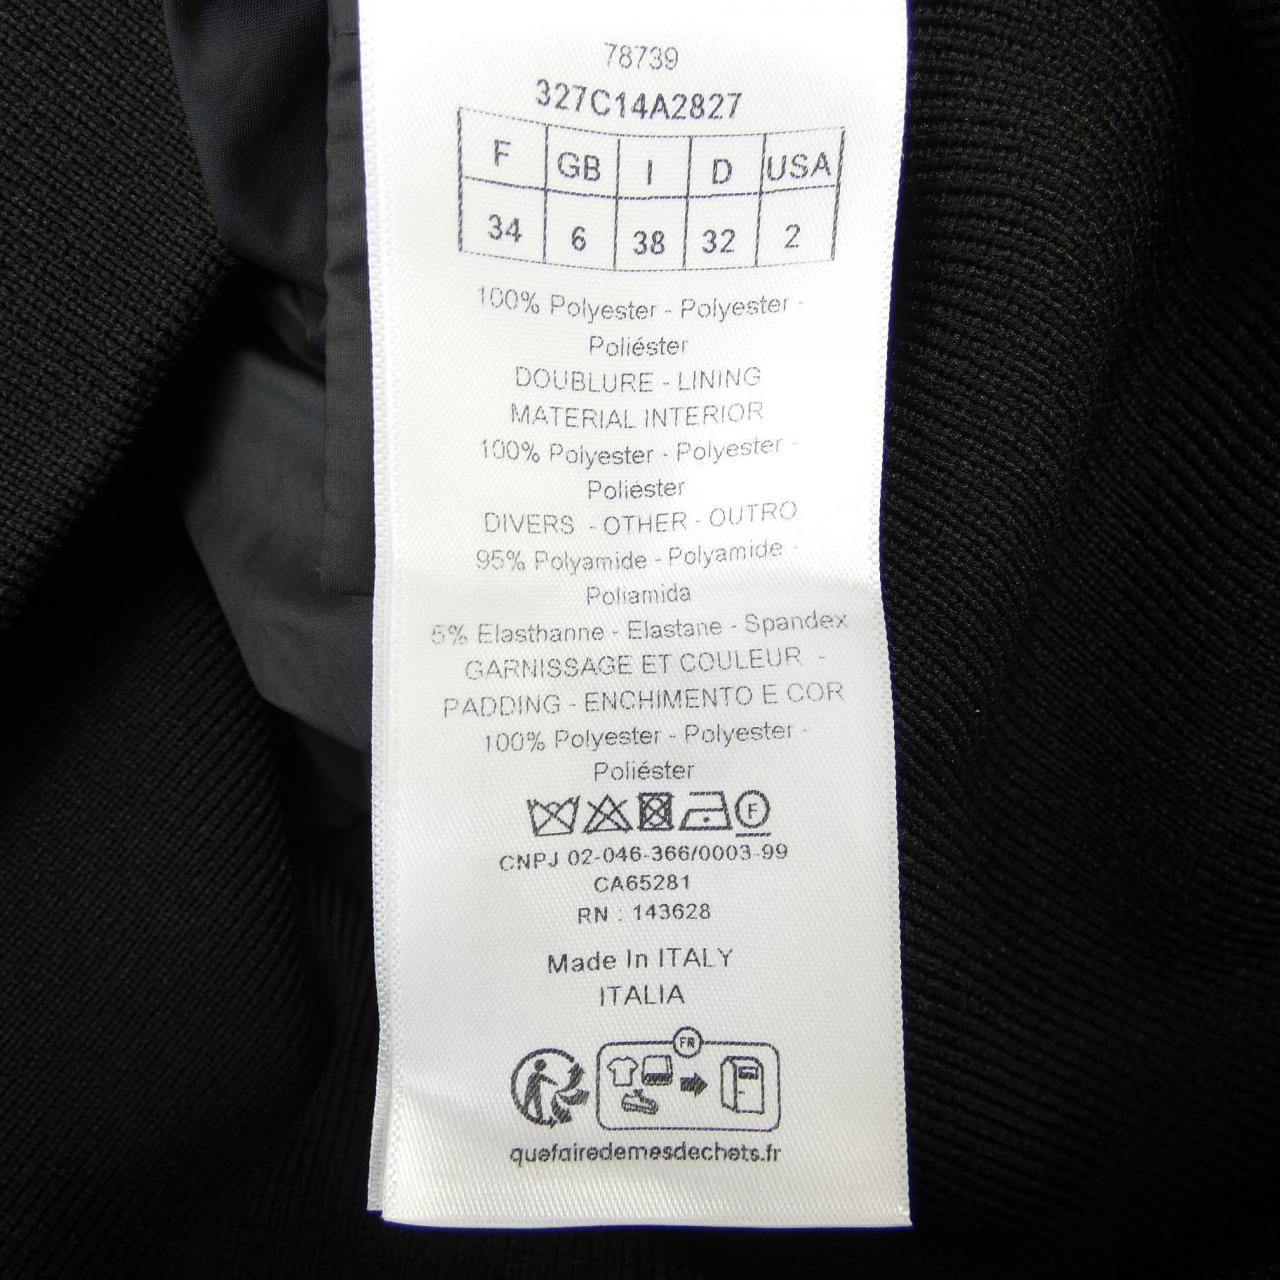 78739
327C14A2827
F GB I D USA
34 6 38 32 2
100% Polyester - Polyester -
Poliéster
DOUBLURE - LINING
MATERIAL INTERIOR
100% Polyester - Polyester -
Poliéster
DIVERS - OTHER - OUTRO
95% Polyamide - Polyamide -
Poliamida
5% Elasthanne - Elastane - Spandex
GARNISSAGE ET COULEUR -
PADDING - ENCHIMENTO E COR
100% Polyester - Polyester -
Poliéster
F
CNPJ 02-046-366/0003-99
CA65281
RN : 143628
Made In ITALY
ITALIA
FR
quefairedemesdechets.fr